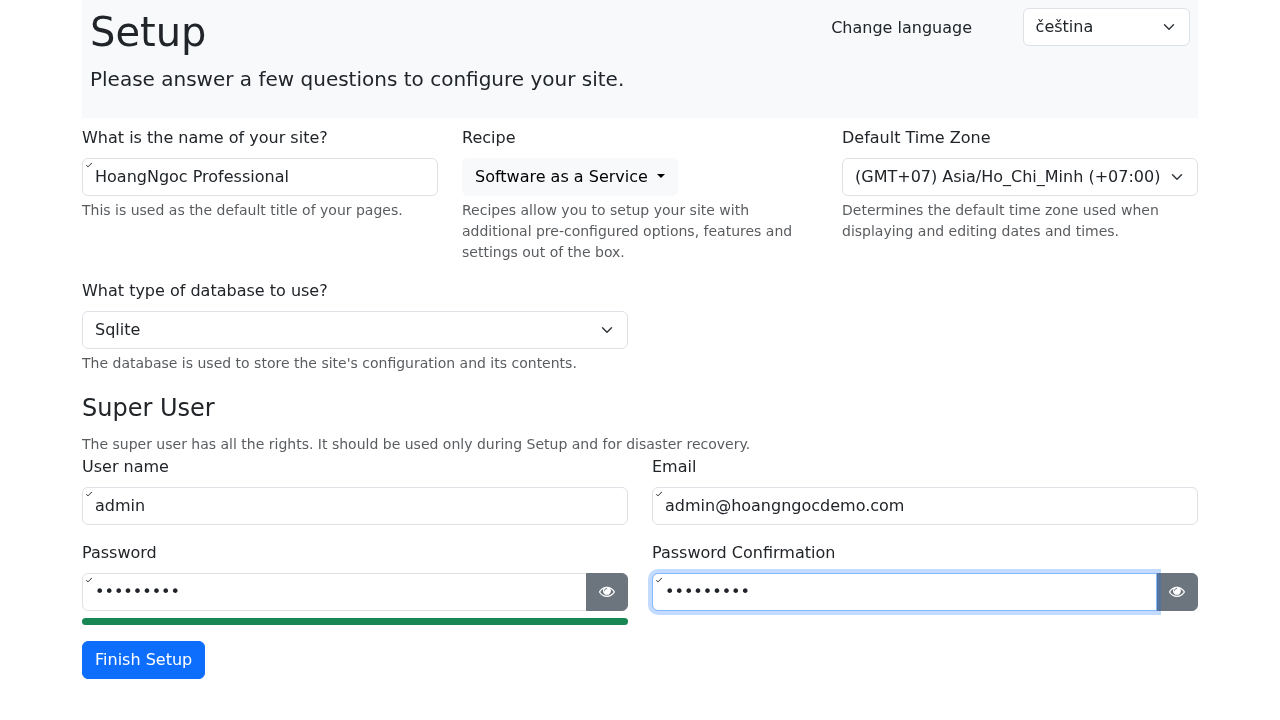 Setup
Change language
čeština
Please answer a few questions to configure your site.
What is the name of your site?
HoangNgoc Professional
This is used as the default title of your pages.
Recipe
Software as a Service
Recipes allow you to setup your site with
additional pre-configured options, features and
settings out of the box.
Default Time Zone
(GMT+07) Asia/Ho_Chi_Minh (+07:00)
Determines the default time zone used when
displaying and editing dates and times.
What type of database to use?
Sqlite
The database is used to store the site's configuration and its contents.
Super User
The super user has all the rights. It should be used only during Setup and for disaster recovery.
User name
admin
Email
admin@hoangngocdemo.com
Password
•••••••••
Password Confirmation
•••••••••
Finish Setup